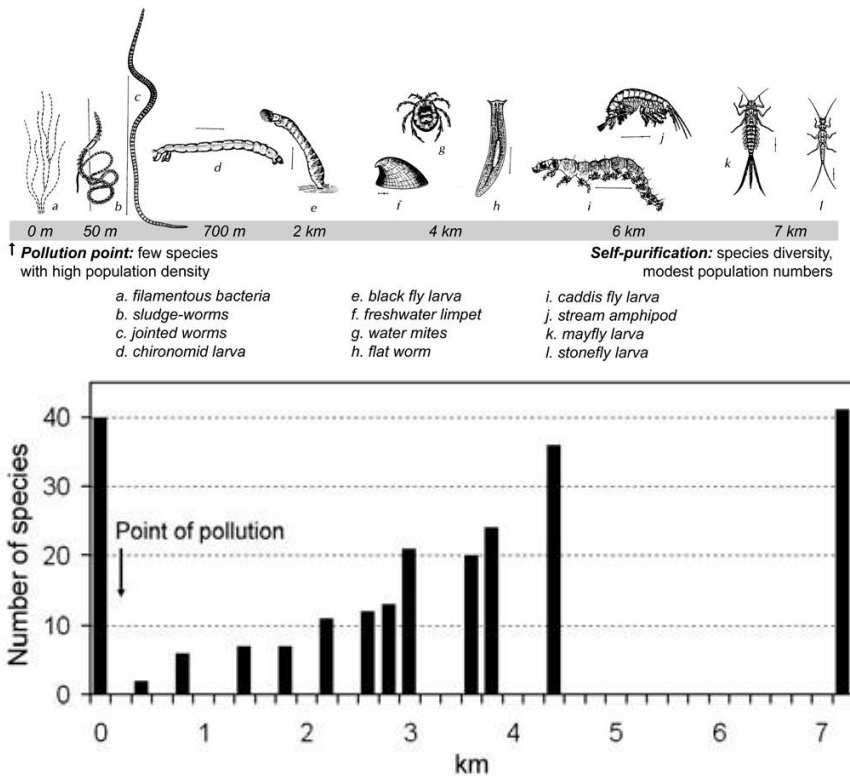 c
a
b
d
e
g
f
h
j
i
k
l
0 m 50 m 700 m 2 km 4 km 6 km 7 km
↑ Pollution point: few species
with high population density
Self-purification: species diversity,
modest population numbers
a. filamentous bacteria
b. sludge-worms
c. jointed worms
d. chironomid larva
e. black fly larva
f. freshwater limpet
g. water mites
h. flat worm
i. caddis fly larva
j. stream amphipod
k. mayfly larva
l. stonefly larva
Number of species
40
30
20
10
0
Point of pollution
0 1 2 3 4 5 6 7
km